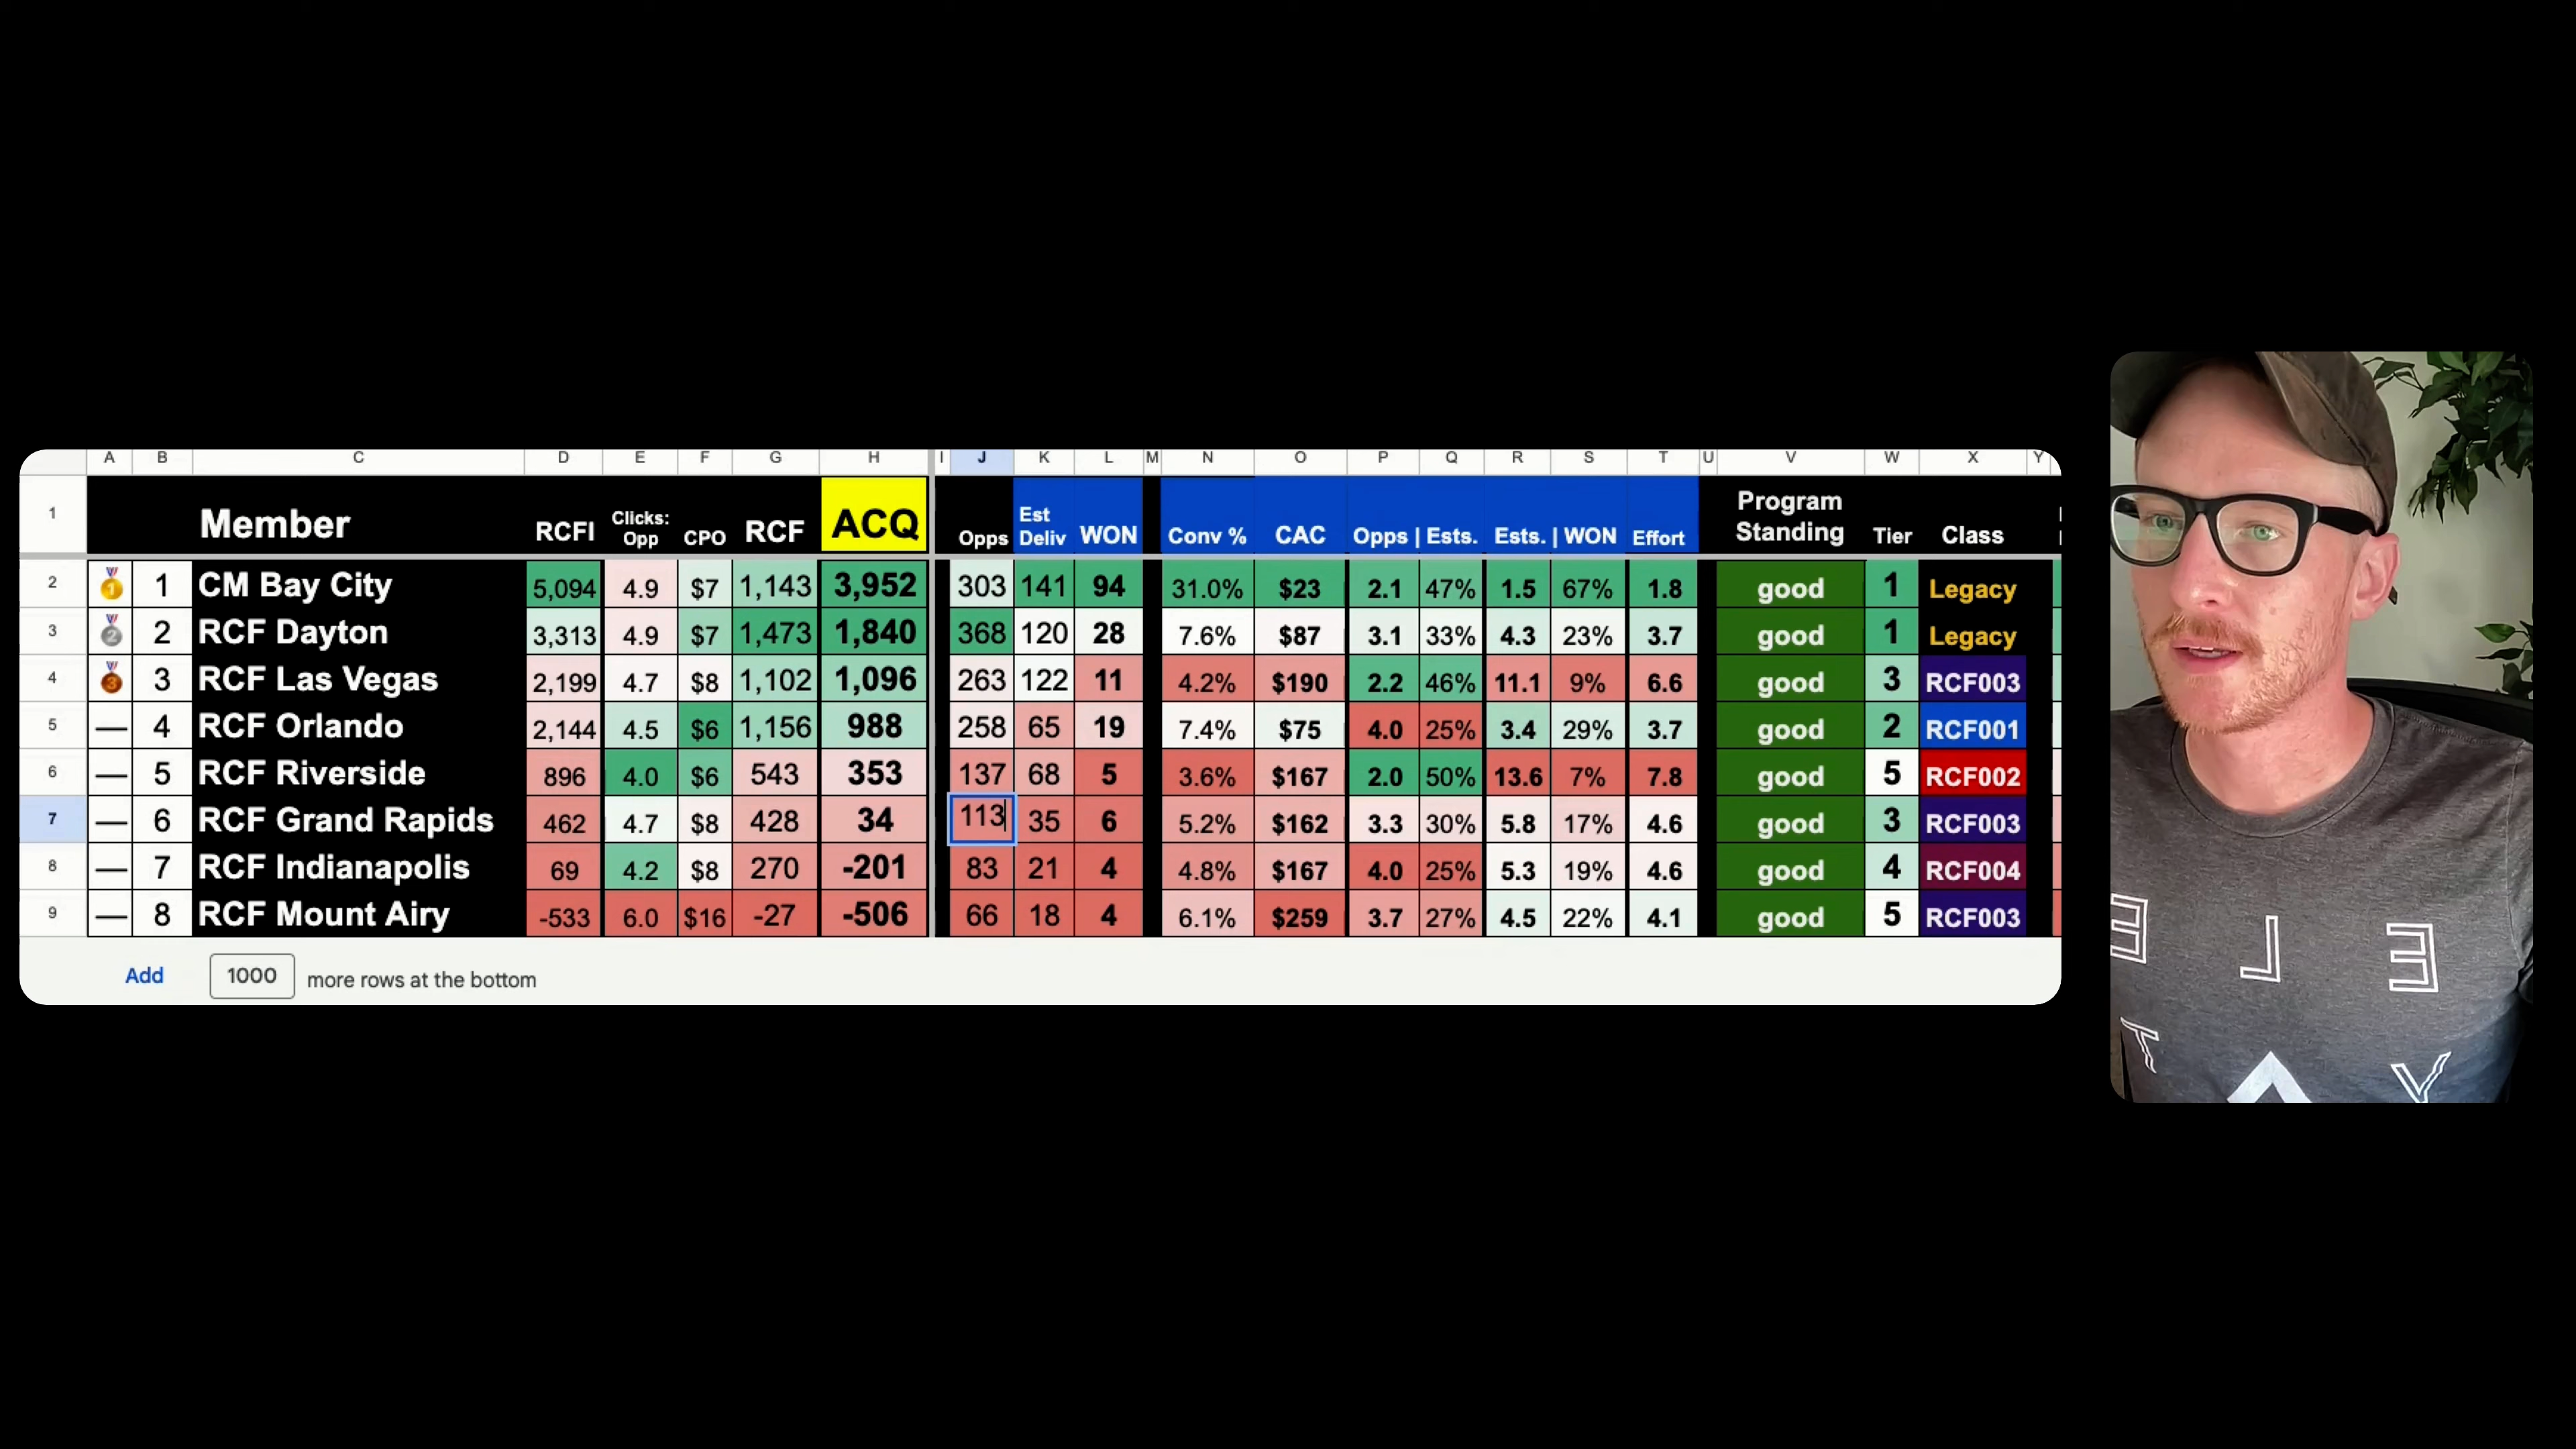 A B C D E F G H I J K L M N O P Q R S T U V W X Y
1 Member RCFI Clicks: Opp CPO RCF ACQ Opps Est Deliv WON Conv % CAC Opps | Ests. Ests. | WON Effort Program Standing Tier Class
2 1 CM Bay City 5,094 4.9 $7 1,143 3,952 303 141 94 31.0% $23 2.1 47% 1.5 67% 1.8 good 1 Legacy
3 2 RCF Dayton 3,313 4.9 $7 1,473 1,840 368 120 28 7.6% $87 3.1 33% 4.3 23% 3.7 good 1 Legacy
4 3 RCF Las Vegas 2,199 4.7 $8 1,102 1,096 263 122 11 4.2% $190 2.2 46% 11.1 9% 6.6 good 3 RCF003
5 — 4 RCF Orlando 2,144 4.5 $6 1,156 988 258 65 19 7.4% $75 4.0 25% 3.4 29% 3.7 good 2 RCF001
6 — 5 RCF Riverside 896 4.0 $6 543 353 137 68 5 3.6% $167 2.0 50% 13.6 7% 7.8 good 5 RCF002
7 — 6 RCF Grand Rapids 462 4.7 $8 428 34 113 35 6 5.2% $162 3.3 30% 5.8 17% 4.6 good 3 RCF003
8 — 7 RCF Indianapolis 69 4.2 $8 270 -201 83 21 4 4.8% $167 4.0 25% 5.3 19% 4.6 good 4 RCF004
9 — 8 RCF Mount Airy -533 6.0 $16 -27 -506 66 18 4 6.1% $259 3.7 27% 4.5 22% 4.1 good 5 RCF003
Add 1000 more rows at the bottom